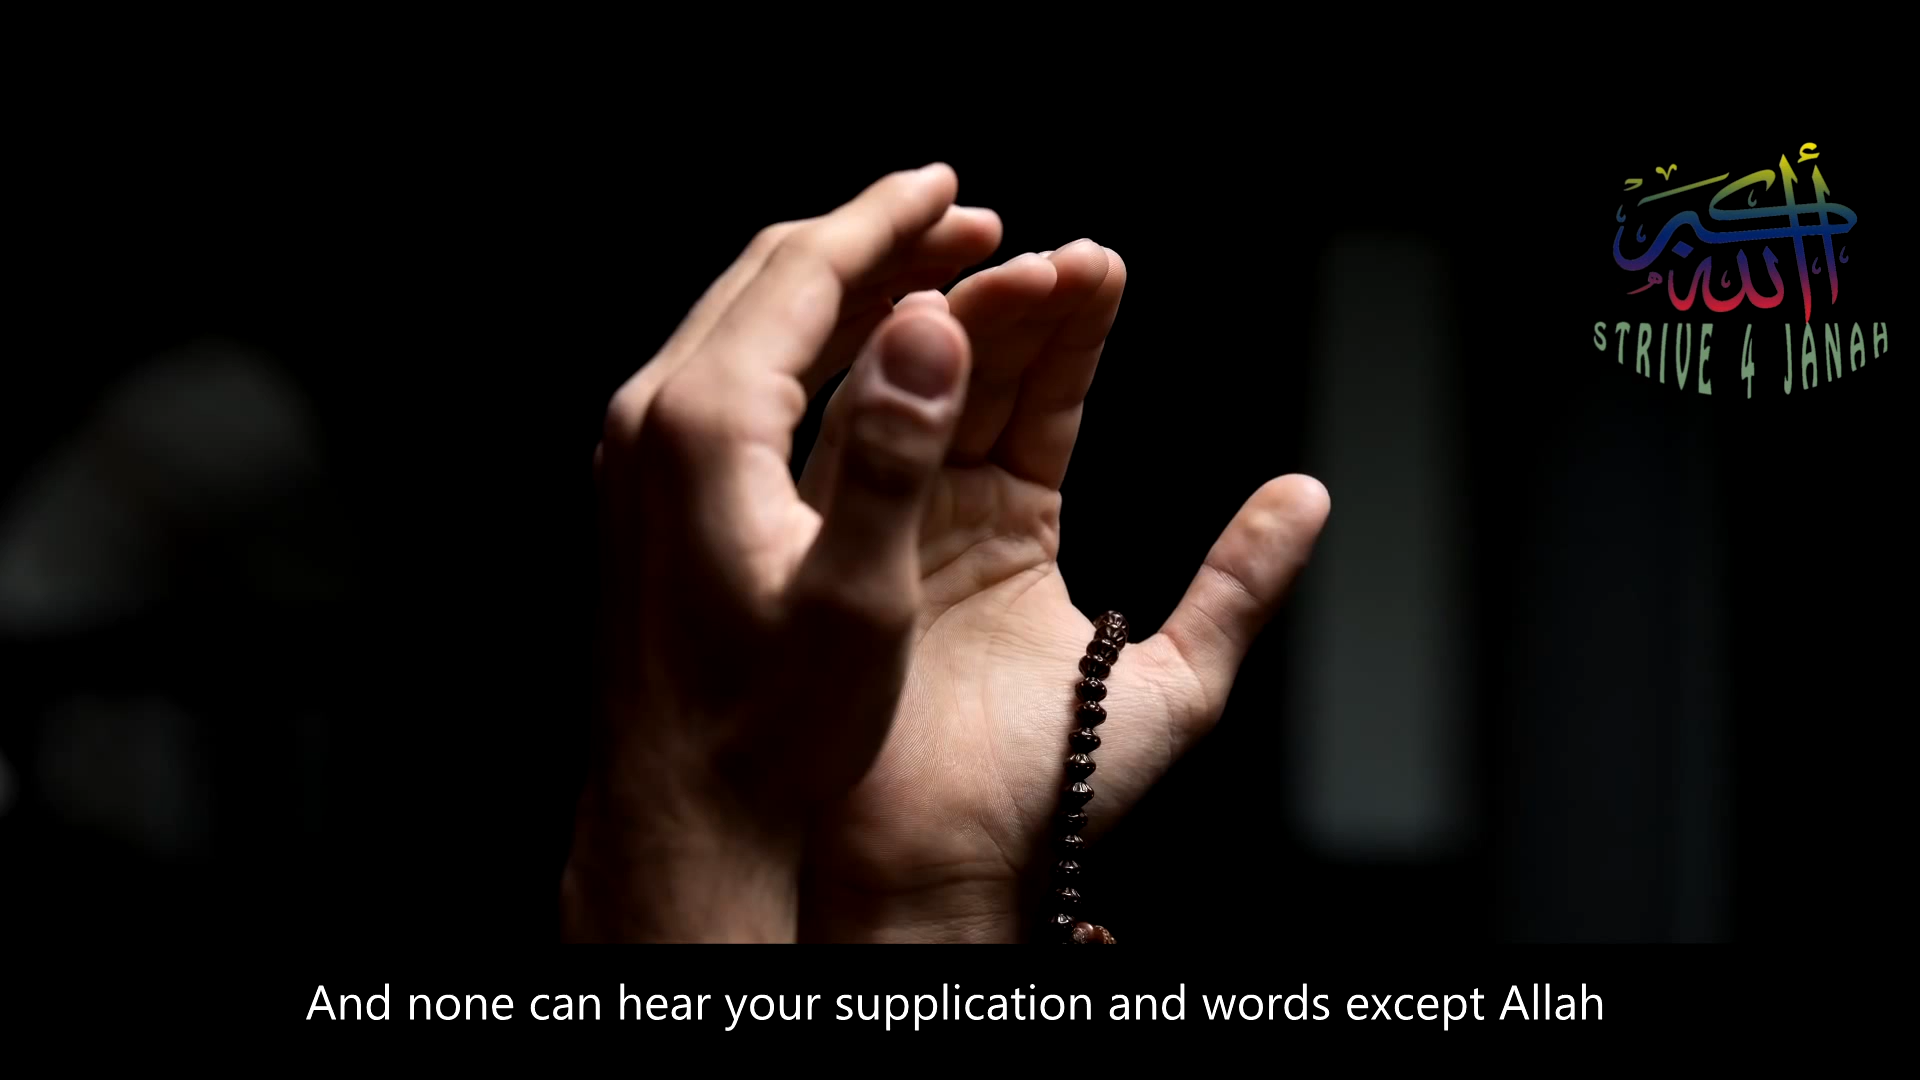 الله أكبر
STRIVE 4 JANAH
And none can hear your supplication and words except Allah